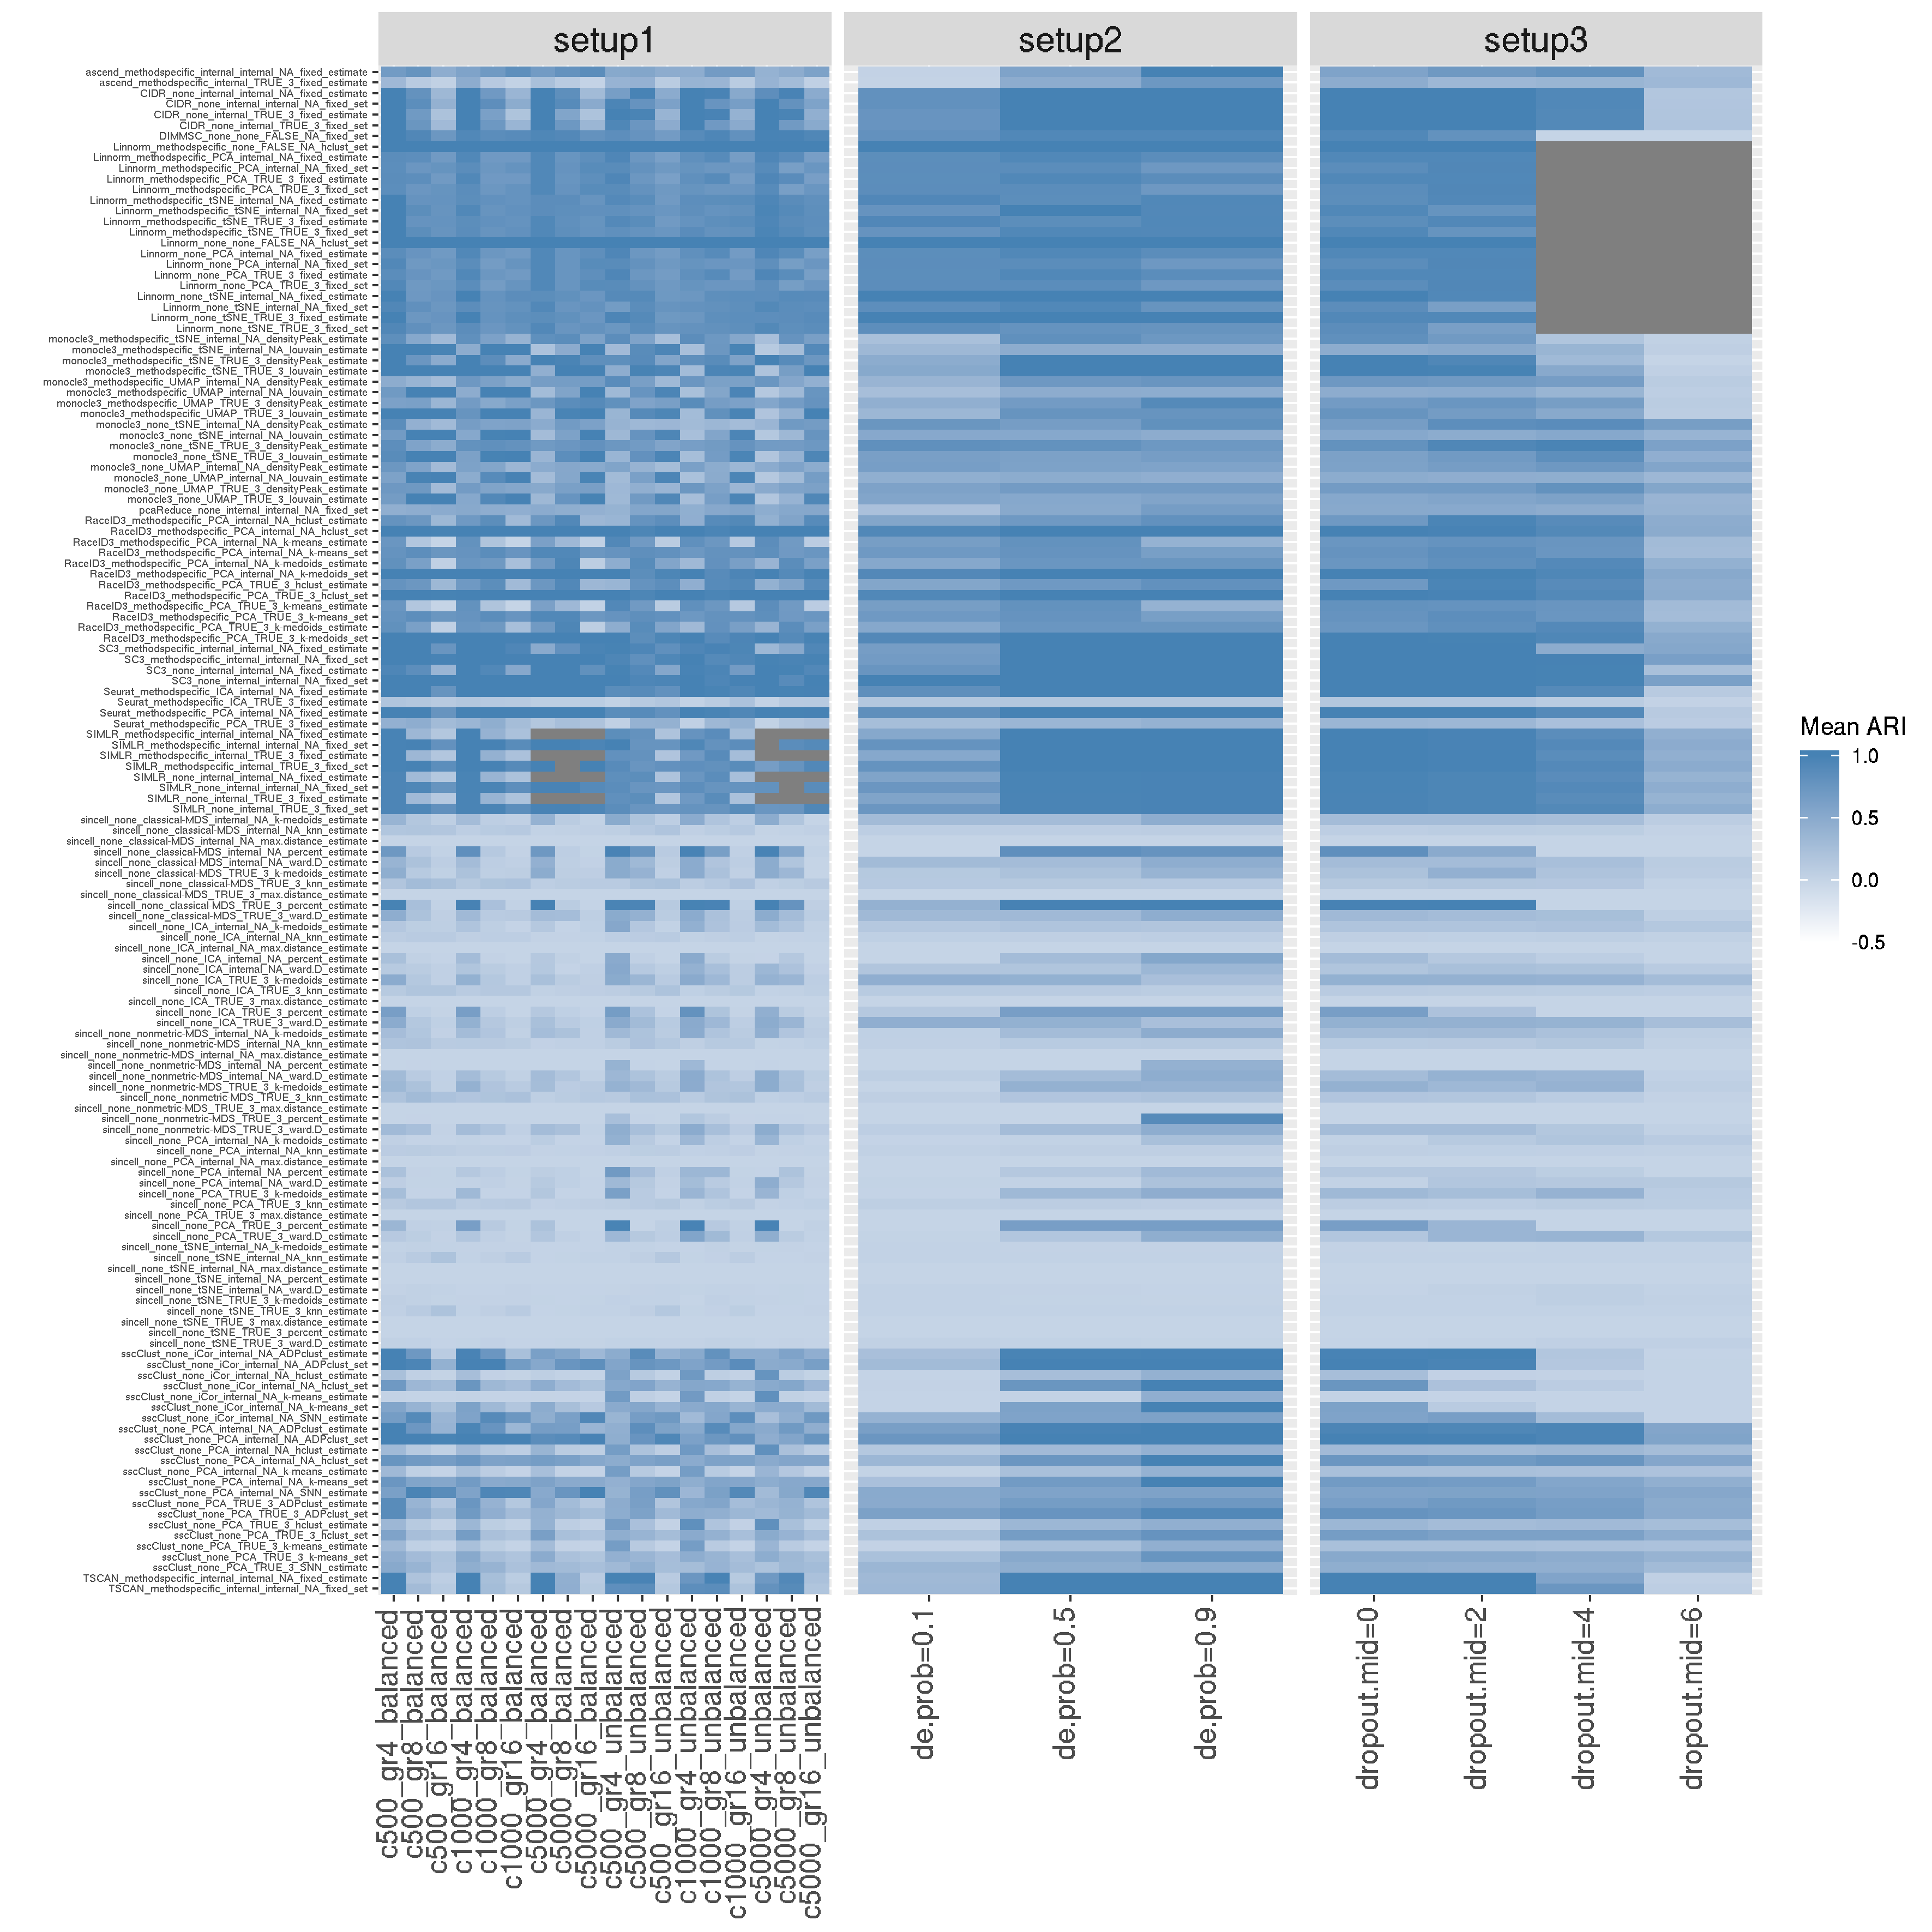 setup1 setup2 setup3
ascend_methodspecific_internal_internal_NA_fixed_estimate
ascend_methodspecific_internal_TRUE_3_fixed_estimate
CIDR_none_internal_internal_NA_fixed_estimate
CIDR_none_internal_internal_NA_fixed_set
CIDR_none_internal_TRUE_3_fixed_estimate
CIDR_none_internal_TRUE_3_fixed_set
DIMMSC_none_none_FALSE_NA_fixed_set
Linnorm_methodspecific_none_FALSE_NA_hclust_set
Linnorm_methodspecific_PCA_internal_NA_fixed_estimate
Linnorm_methodspecific_PCA_internal_NA_fixed_set
Linnorm_methodspecific_PCA_TRUE_3_fixed_estimate
Linnorm_methodspecific_PCA_TRUE_3_fixed_set
Linnorm_methodspecific_tSNE_internal_NA_fixed_estimate
Linnorm_methodspecific_tSNE_internal_NA_fixed_set
Linnorm_methodspecific_tSNE_TRUE_3_fixed_estimate
Linnorm_methodspecific_tSNE_TRUE_3_fixed_set
Linnorm_none_none_FALSE_NA_hclust_set
Linnorm_none_PCA_internal_NA_fixed_estimate
Linnorm_none_PCA_internal_NA_fixed_set
Linnorm_none_PCA_TRUE_3_fixed_estimate
Linnorm_none_PCA_TRUE_3_fixed_set
Linnorm_none_tSNE_internal_NA_fixed_estimate
Linnorm_none_tSNE_internal_NA_fixed_set
Linnorm_none_tSNE_TRUE_3_fixed_estimate
Linnorm_none_tSNE_TRUE_3_fixed_set
monocle3_methodspecific_tSNE_internal_NA_densityPeak_estimate
monocle3_methodspecific_tSNE_internal_NA_louvain_estimate
monocle3_methodspecific_tSNE_TRUE_3_densityPeak_estimate
monocle3_methodspecific_tSNE_TRUE_3_louvain_estimate
monocle3_methodspecific_UMAP_internal_NA_densityPeak_estimate
monocle3_methodspecific_UMAP_internal_NA_louvain_estimate
monocle3_methodspecific_UMAP_TRUE_3_densityPeak_estimate
monocle3_methodspecific_UMAP_TRUE_3_louvain_estimate
monocle3_none_tSNE_internal_NA_densityPeak_estimate
monocle3_none_tSNE_internal_NA_louvain_estimate
monocle3_none_tSNE_TRUE_3_densityPeak_estimate
monocle3_none_tSNE_TRUE_3_louvain_estimate
monocle3_none_UMAP_internal_NA_densityPeak_estimate
monocle3_none_UMAP_internal_NA_louvain_estimate
monocle3_none_UMAP_TRUE_3_densityPeak_estimate
monocle3_none_UMAP_TRUE_3_louvain_estimate
pcaReduce_none_internal_internal_NA_fixed_set
RaceID3_methodspecific_PCA_internal_NA_hclust_estimate
RaceID3_methodspecific_PCA_internal_NA_hclust_set
RaceID3_methodspecific_PCA_internal_NA_k-means_estimate
RaceID3_methodspecific_PCA_internal_NA_k-means_set
RaceID3_methodspecific_PCA_internal_NA_k-medoids_estimate
RaceID3_methodspecific_PCA_internal_NA_k-medoids_set
RaceID3_methodspecific_PCA_TRUE_3_hclust_estimate
RaceID3_methodspecific_PCA_TRUE_3_hclust_set
RaceID3_methodspecific_PCA_TRUE_3_k-means_estimate
RaceID3_methodspecific_PCA_TRUE_3_k-means_set
RaceID3_methodspecific_PCA_TRUE_3_k-medoids_estimate
RaceID3_methodspecific_PCA_TRUE_3_k-medoids_set
SC3_methodspecific_internal_internal_NA_fixed_estimate
SC3_methodspecific_internal_internal_NA_fixed_set
SC3_none_internal_internal_NA_fixed_estimate
SC3_none_internal_internal_NA_fixed_set
Seurat_methodspecific_ICA_internal_NA_fixed_estimate
Seurat_methodspecific_ICA_TRUE_3_fixed_estimate
Seurat_methodspecific_PCA_internal_NA_fixed_estimate
Seurat_methodspecific_PCA_TRUE_3_fixed_estimate
SIMLR_methodspecific_internal_internal_NA_fixed_estimate
SIMLR_methodspecific_internal_internal_NA_fixed_set
SIMLR_methodspecific_internal_TRUE_3_fixed_estimate
SIMLR_methodspecific_internal_TRUE_3_fixed_set
SIMLR_none_internal_internal_NA_fixed_estimate
SIMLR_none_internal_internal_NA_fixed_set
SIMLR_none_internal_TRUE_3_fixed_estimate
SIMLR_none_internal_TRUE_3_fixed_set
sincell_none_classical-MDS_internal_NA_k-medoids_estimate
sincell_none_classical-MDS_internal_NA_knn_estimate
sincell_none_classical-MDS_internal_NA_max.distance_estimate
sincell_none_classical-MDS_internal_NA_percent_estimate
sincell_none_classical-MDS_internal_NA_ward.D_estimate
sincell_none_classical-MDS_TRUE_3_k-medoids_estimate
sincell_none_classical-MDS_TRUE_3_knn_estimate
sincell_none_classical-MDS_TRUE_3_max.distance_estimate
sincell_none_classical-MDS_TRUE_3_percent_estimate
sincell_none_classical-MDS_TRUE_3_ward.D_estimate
sincell_none_ICA_internal_NA_k-medoids_estimate
sincell_none_ICA_internal_NA_knn_estimate
sincell_none_ICA_internal_NA_max.distance_estimate
sincell_none_ICA_internal_NA_percent_estimate
sincell_none_ICA_internal_NA_ward.D_estimate
sincell_none_ICA_TRUE_3_k-medoids_estimate
sincell_none_ICA_TRUE_3_knn_estimate
sincell_none_ICA_TRUE_3_max.distance_estimate
sincell_none_ICA_TRUE_3_percent_estimate
sincell_none_ICA_TRUE_3_ward.D_estimate
sincell_none_nonmetric-MDS_internal_NA_k-medoids_estimate
sincell_none_nonmetric-MDS_internal_NA_knn_estimate
sincell_none_nonmetric-MDS_internal_NA_max.distance_estimate
sincell_none_nonmetric-MDS_internal_NA_percent_estimate
sincell_none_nonmetric-MDS_internal_NA_ward.D_estimate
sincell_none_nonmetric-MDS_TRUE_3_k-medoids_estimate
sincell_none_nonmetric-MDS_TRUE_3_knn_estimate
sincell_none_nonmetric-MDS_TRUE_3_max.distance_estimate
sincell_none_nonmetric-MDS_TRUE_3_percent_estimate
sincell_none_nonmetric-MDS_TRUE_3_ward.D_estimate
sincell_none_PCA_internal_NA_k-medoids_estimate
sincell_none_PCA_internal_NA_knn_estimate
sincell_none_PCA_internal_NA_max.distance_estimate
sincell_none_PCA_internal_NA_percent_estimate
sincell_none_PCA_internal_NA_ward.D_estimate
sincell_none_PCA_TRUE_3_k-medoids_estimate
sincell_none_PCA_TRUE_3_knn_estimate
sincell_none_PCA_TRUE_3_max.distance_estimate
sincell_none_PCA_TRUE_3_percent_estimate
sincell_none_PCA_TRUE_3_ward.D_estimate
sincell_none_tSNE_internal_NA_k-medoids_estimate
sincell_none_tSNE_internal_NA_knn_estimate
sincell_none_tSNE_internal_NA_max.distance_estimate
sincell_none_tSNE_internal_NA_percent_estimate
sincell_none_tSNE_internal_NA_ward.D_estimate
sincell_none_tSNE_TRUE_3_k-medoids_estimate
sincell_none_tSNE_TRUE_3_knn_estimate
sincell_none_tSNE_TRUE_3_max.distance_estimate
sincell_none_tSNE_TRUE_3_percent_estimate
sincell_none_tSNE_TRUE_3_ward.D_estimate
sscClust_none_iCor_internal_NA_ADPclust_estimate
sscClust_none_iCor_internal_NA_ADPclust_set
sscClust_none_iCor_internal_NA_hclust_estimate
sscClust_none_iCor_internal_NA_hclust_set
sscClust_none_iCor_internal_NA_k-means_estimate
sscClust_none_iCor_internal_NA_k-means_set
sscClust_none_iCor_internal_NA_SNN_estimate
sscClust_none_PCA_internal_NA_ADPclust_estimate
sscClust_none_PCA_internal_NA_ADPclust_set
sscClust_none_PCA_internal_NA_hclust_estimate
sscClust_none_PCA_internal_NA_hclust_set
sscClust_none_PCA_internal_NA_k-means_estimate
sscClust_none_PCA_internal_NA_k-means_set
sscClust_none_PCA_internal_NA_SNN_estimate
sscClust_none_PCA_TRUE_3_ADPclust_estimate
sscClust_none_PCA_TRUE_3_ADPclust_set
sscClust_none_PCA_TRUE_3_hclust_estimate
sscClust_none_PCA_TRUE_3_hclust_set
sscClust_none_PCA_TRUE_3_k-means_estimate
sscClust_none_PCA_TRUE_3_k-means_set
sscClust_none_PCA_TRUE_3_SNN_estimate
TSCAN_methodspecific_internal_internal_NA_fixed_estimate
TSCAN_methodspecific_internal_internal_NA_fixed_set
c500_gr4_balanced
c500_gr8_balanced
c500_gr16_balanced
c1000_gr4_balanced
c1000_gr8_balanced
c1000_gr16_balanced
c5000_gr4_balanced
c5000_gr8_balanced
c5000_gr16_balanced
c500_gr4_unbalanced
c500_gr8_unbalanced
c500_gr16_unbalanced
c1000_gr4_unbalanced
c1000_gr8_unbalanced
c1000_gr16_unbalanced
c5000_gr4_unbalanced
c5000_gr8_unbalanced
c5000_gr16_unbalanced
de.prob=0.1
de.prob=0.5
de.prob=0.9
dropout.mid=0
dropout.mid=2
dropout.mid=4
dropout.mid=6
Mean ARI
1.0
0.5
0.0
-0.5